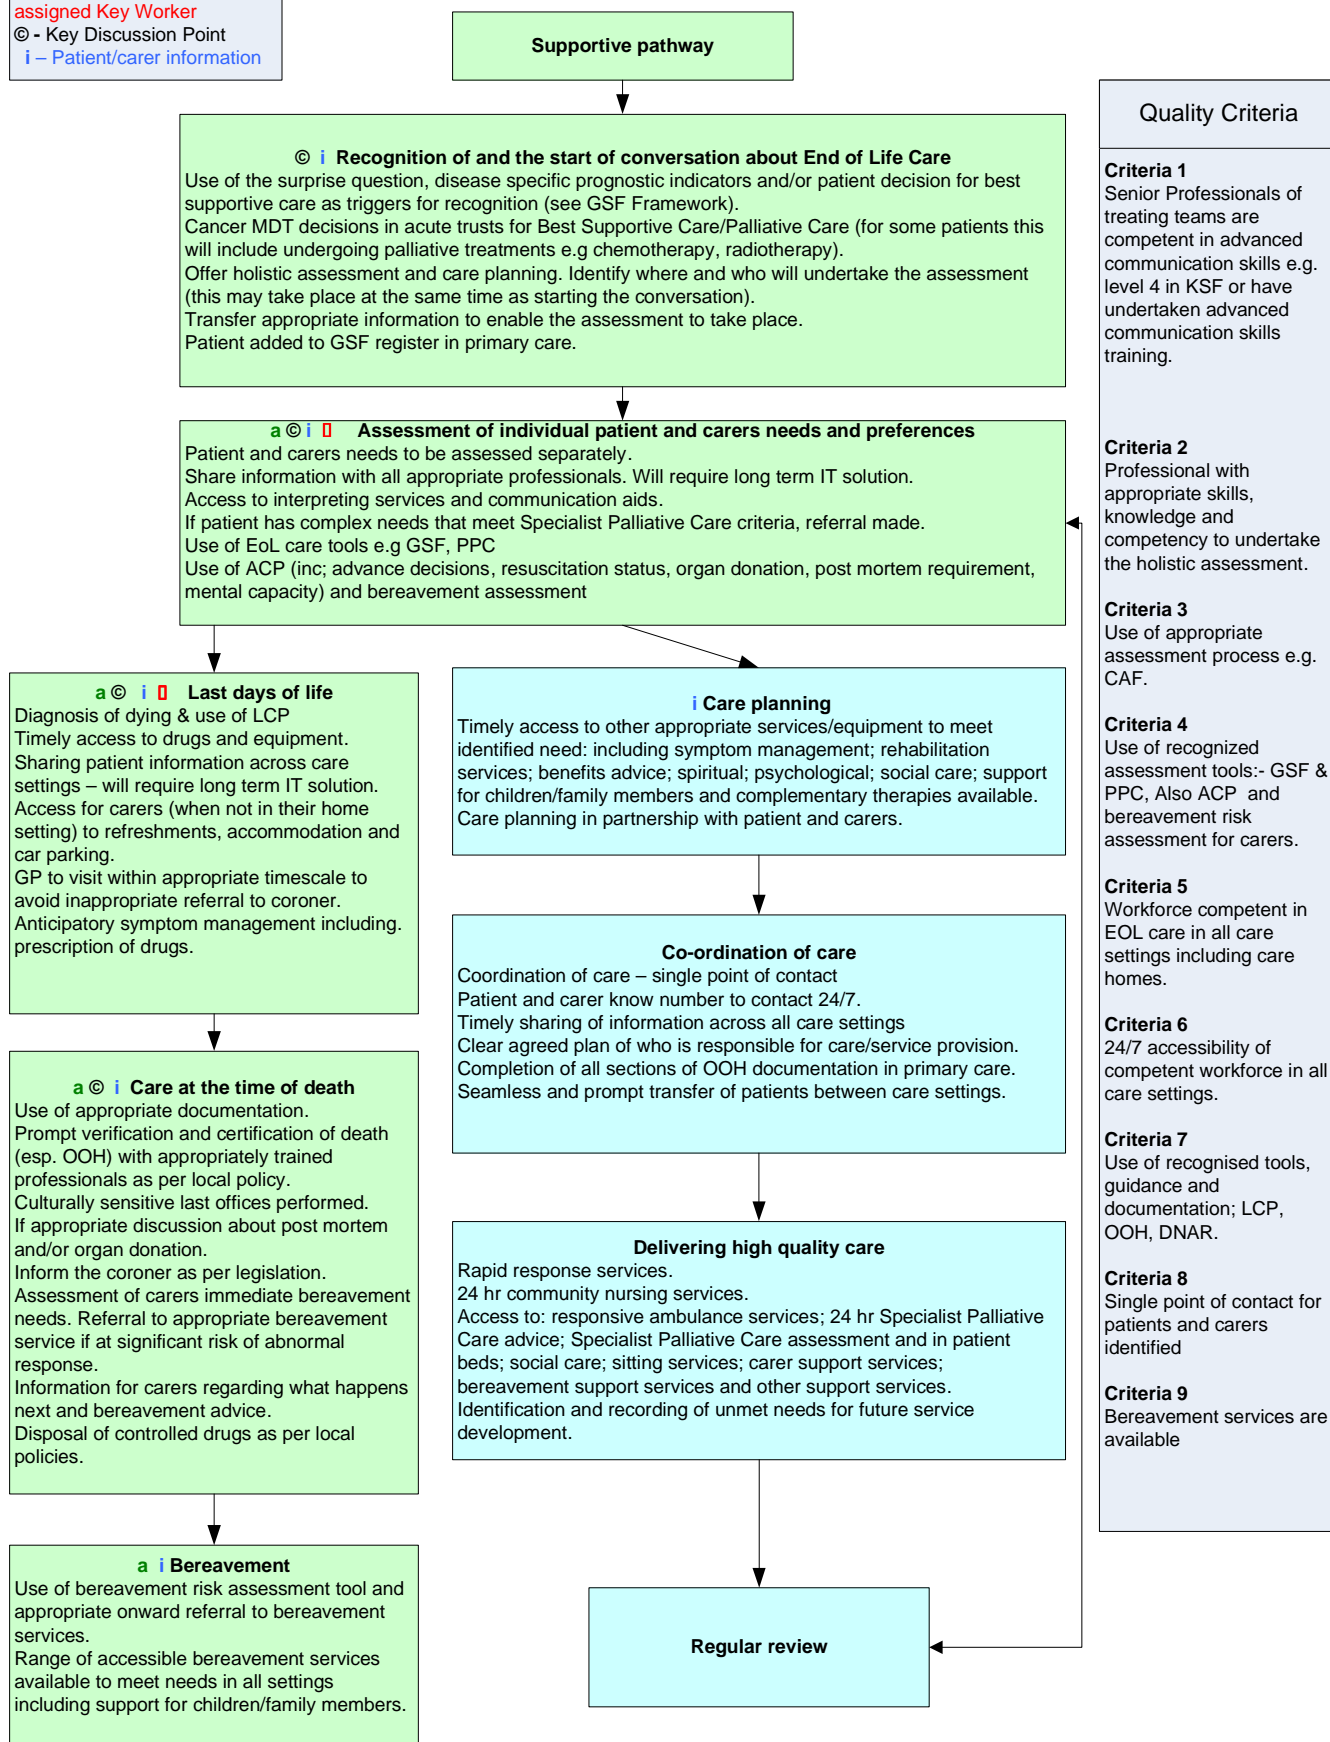 assigned Key Worker
© - Key Discussion Point
i – Patient/carer information
Supportive pathway
© i Recognition of and the start of conversation about End of Life Care
Use of the surprise question, disease specific prognostic indicators and/or patient decision for best
supportive care as triggers for recognition (see GSF Framework).
Cancer MDT decisions in acute trusts for Best Supportive Care/Palliative Care (for some patients this
will include undergoing palliative treatments e.g chemotherapy, radiotherapy).
Offer holistic assessment and care planning. Identify where and who will undertake the assessment
(this may take place at the same time as starting the conversation).
Transfer appropriate information to enable the assessment to take place.
Patient added to GSF register in primary care.
a © i ▯ Assessment of individual patient and carers needs and preferences
Patient and carers needs to be assessed separately.
Share information with all appropriate professionals. Will require long term IT solution.
Access to interpreting services and communication aids.
If patient has complex needs that meet Specialist Palliative Care criteria, referral made.
Use of EoL care tools e.g GSF, PPC
Use of ACP (inc; advance decisions, resuscitation status, organ donation, post mortem requirement,
mental capacity) and bereavement assessment
a © i ▯ Last days of life
Diagnosis of dying & use of LCP
Timely access to drugs and equipment.
Sharing patient information across care
settings – will require long term IT solution.
Access for carers (when not in their home
setting) to refreshments, accommodation and
car parking.
GP to visit within appropriate timescale to
avoid inappropriate referral to coroner.
Anticipatory symptom management including.
prescription of drugs.
a © i Care at the time of death
Use of appropriate documentation.
Prompt verification and certification of death
(esp. OOH) with appropriately trained
professionals as per local policy.
Culturally sensitive last offices performed.
If appropriate discussion about post mortem
and/or organ donation.
Inform the coroner as per legislation.
Assessment of carers immediate bereavement
needs. Referral to appropriate bereavement
service if at significant risk of abnormal
response.
Information for carers regarding what happens
next and bereavement advice.
Disposal of controlled drugs as per local
policies.
a i Bereavement
Use of bereavement risk assessment tool and
appropriate onward referral to bereavement
services.
Range of accessible bereavement services
available to meet needs in all settings
including support for children/family members.
i Care planning
Timely access to other appropriate services/equipment to meet
identified need: including symptom management; rehabilitation
services; benefits advice; spiritual; psychological; social care; support
for children/family members and complementary therapies available.
Care planning in partnership with patient and carers.
Co-ordination of care
Coordination of care – single point of contact
Patient and carer know number to contact 24/7.
Timely sharing of information across all care settings
Clear agreed plan of who is responsible for care/service provision.
Completion of all sections of OOH documentation in primary care.
Seamless and prompt transfer of patients between care settings.
Delivering high quality care
Rapid response services.
24 hr community nursing services.
Access to: responsive ambulance services; 24 hr Specialist Palliative
Care advice; Specialist Palliative Care assessment and in patient
beds; social care; sitting services; carer support services;
bereavement support services and other support services.
Identification and recording of unmet needs for future service
development.
Regular review
Quality Criteria
Criteria 1
Senior Professionals of
treating teams are
competent in advanced
communication skills e.g.
level 4 in KSF or have
undertaken advanced
communication skills
training.
Criteria 2
Professional with
appropriate skills,
knowledge and
competency to undertake
the holistic assessment.
Criteria 3
Use of appropriate
assessment process e.g.
CAF.
Criteria 4
Use of recognized
assessment tools:- GSF &
PPC, Also ACP and
bereavement risk
assessment for carers.
Criteria 5
Workforce competent in
EOL care in all care
settings including care
homes.
Criteria 6
24/7 accessibility of
competent workforce in all
care settings.
Criteria 7
Use of recognised tools,
guidance and
documentation; LCP,
OOH, DNAR.
Criteria 8
Single point of contact for
patients and carers
identified
Criteria 9
Bereavement services are
available